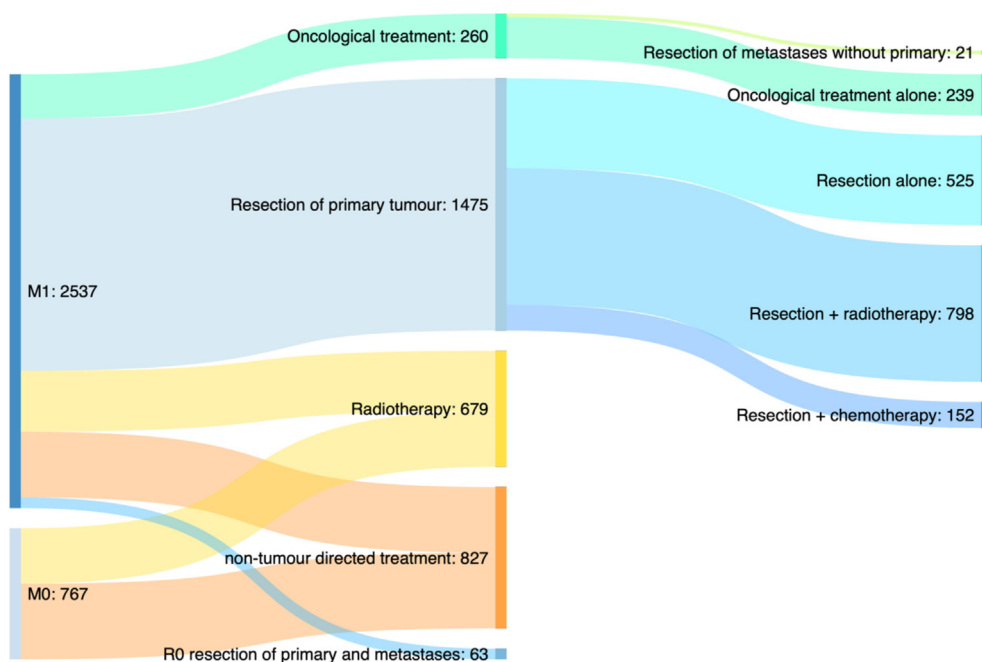 Oncological treatment: 260
Resection of metastases without primary: 21
Oncological treatment alone: 239
Resection alone: 525
Resection of primary tumour: 1475
M1: 2537
Resection + radiotherapy: 798
Radiotherapy: 679
Resection + chemotherapy: 152
non-tumour directed treatment: 827
M0: 767
R0 resection of primary and metastases: 63